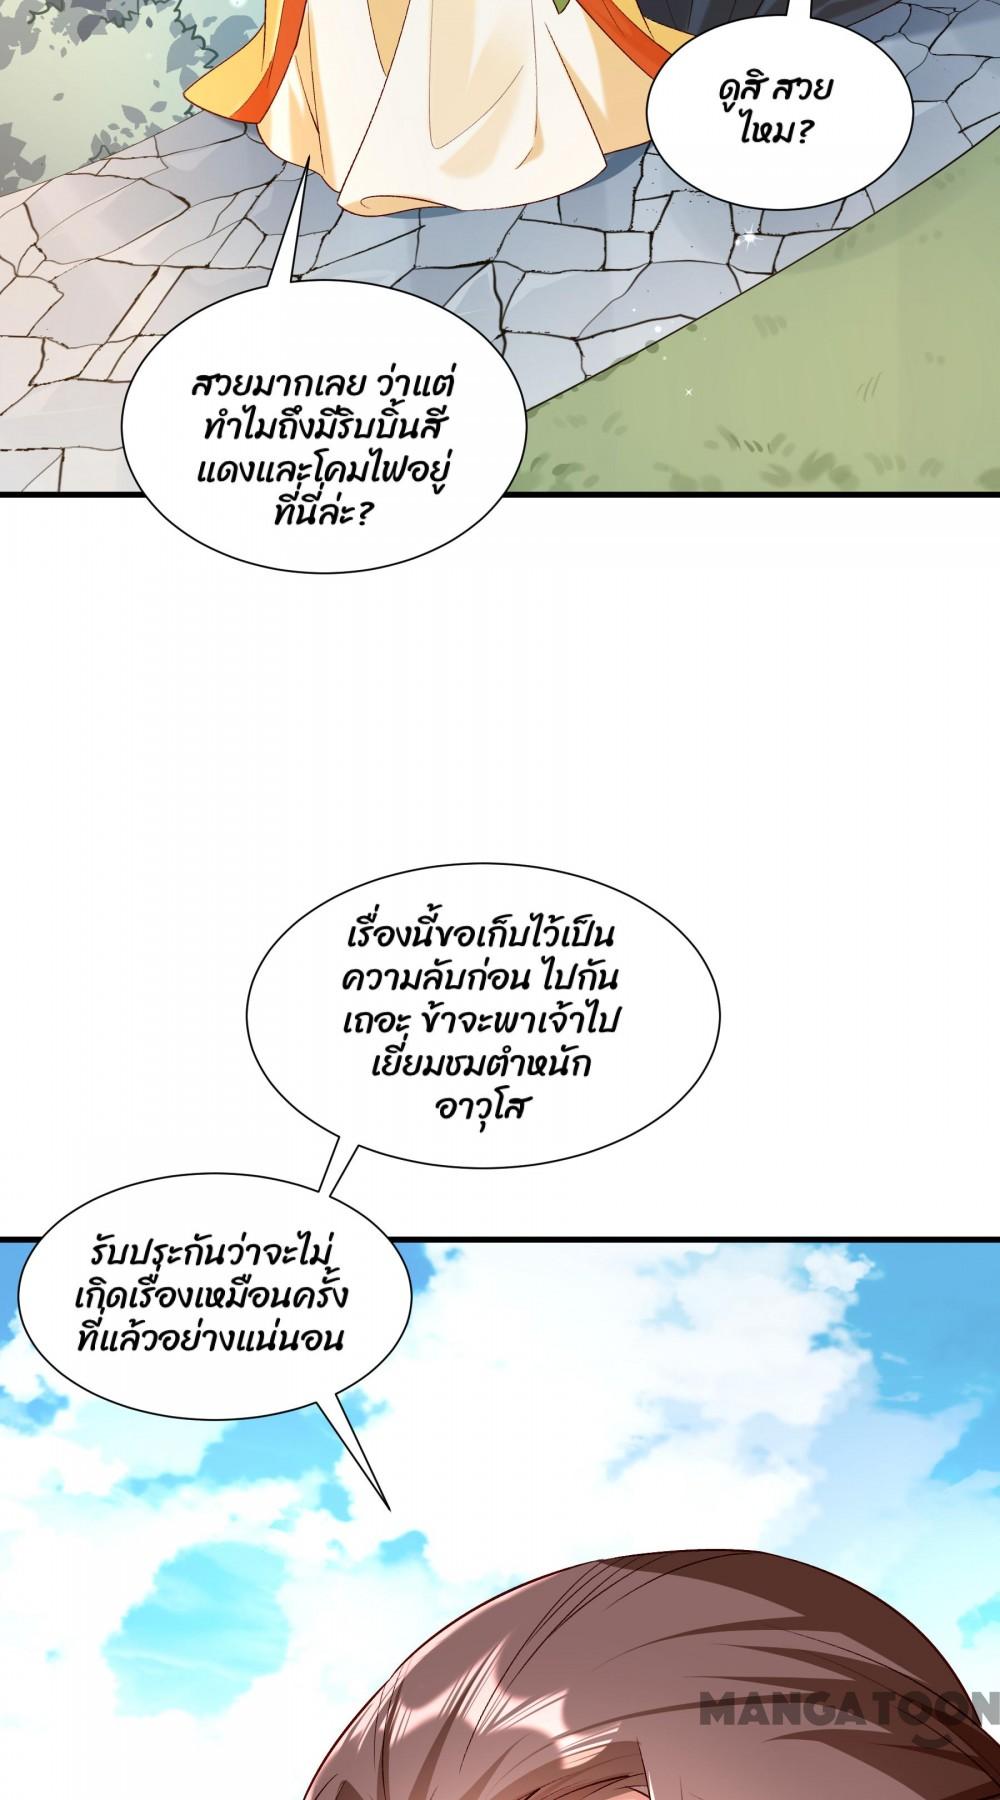 ดูสิ สวย
ไหม?
สวยมากเลย ว่าแต่
ทำไมถึงมีริบบิ้นสี
แดงและโคมไฟอยู่
ที่นี่ล่ะ?
เรื่องนี้ขอเก็บไว้เป็น
ความลับก่อน ไปกัน
เถอะ ข้าจะพาเจ้าไป
เยี่ยมชมตำหนัก
อาวุโส
รับประกันว่าจะไม่
เกิดเรื่องเหมือนครั้ง
ที่แล้วอย่างแน่นอน
MANGATOON